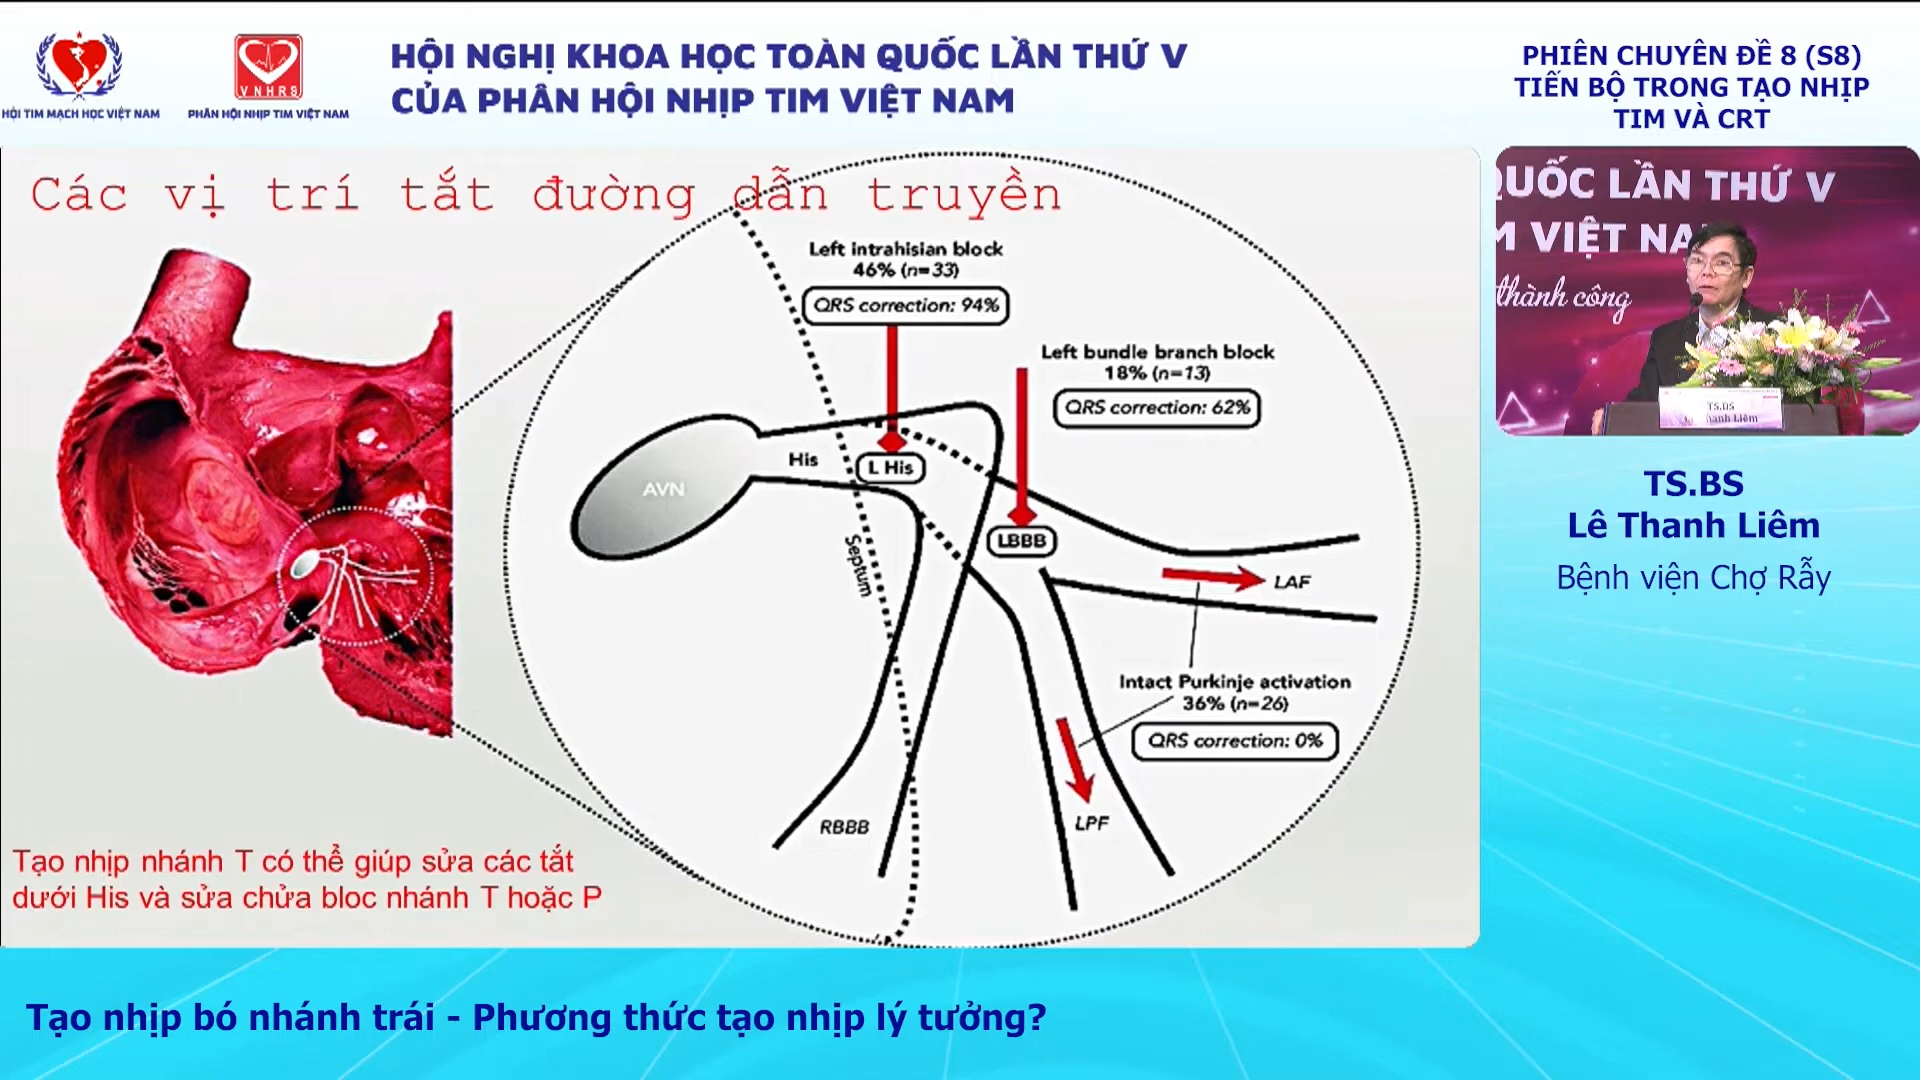 HỘI TIM MẠCH HỌC VIỆT NAM
VNHRS
PHÂN HỘI NHỊP TIM VIỆT NAM
HỘI NGHỊ KHOA HỌC TOÀN QUỐC LẦN THỨ V
CỦA PHÂN HỘI NHỊP TIM VIỆT NAM
PHIÊN CHUYÊN ĐỀ 8 (S8)
TIẾN BỘ TRONG TẠO NHỊP
TIM VÀ CRT
Các vị trí tắt đường dẫn truyền
Left intrahisian block
46% (n=33)
QRS correction: 94%
Left bundle branch block
18% (n=13)
QRS correction: 62%
AVN
His
L His
LBBB
Septum
LAF
Intact Purkinje activation
36% (n=26)
QRS correction: 0%
RBBB
LPF
Tạo nhịp nhánh T có thể giúp sửa các tắt
dưới His và sửa chửa bloc nhánh T hoặc P
QUỐC LẦN THỨ V
M VIỆT NA
thành công
TS.BS
Thanh Liêm
TS.BS
Lê Thanh Liêm
Bệnh viện Chợ Rẫy
Tạo nhịp bó nhánh trái - Phương thức tạo nhịp lý tưởng?